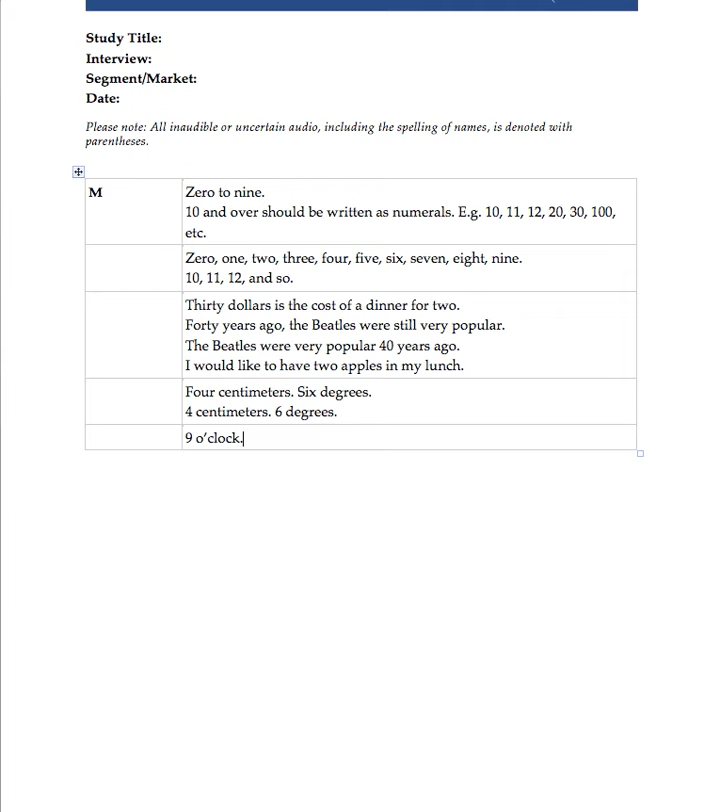 Study Title:
Interview:
Segment/Market:
Date:
Please note: All inaudible or uncertain audio, including the spelling of names, is denoted with
parentheses.
M
Zero to nine.
10 and over should be written as numerals. E.g. 10, 11, 12, 20, 30, 100,
etc.
Zero, one, two, three, four, five, six, seven, eight, nine.
10, 11, 12, and so.
Thirty dollars is the cost of a dinner for two.
Forty years ago, the Beatles were still very popular.
The Beatles were very popular 40 years ago.
I would like to have two apples in my lunch.
Four centimeters. Six degrees.
4 centimeters. 6 degrees.
9 o’clock.